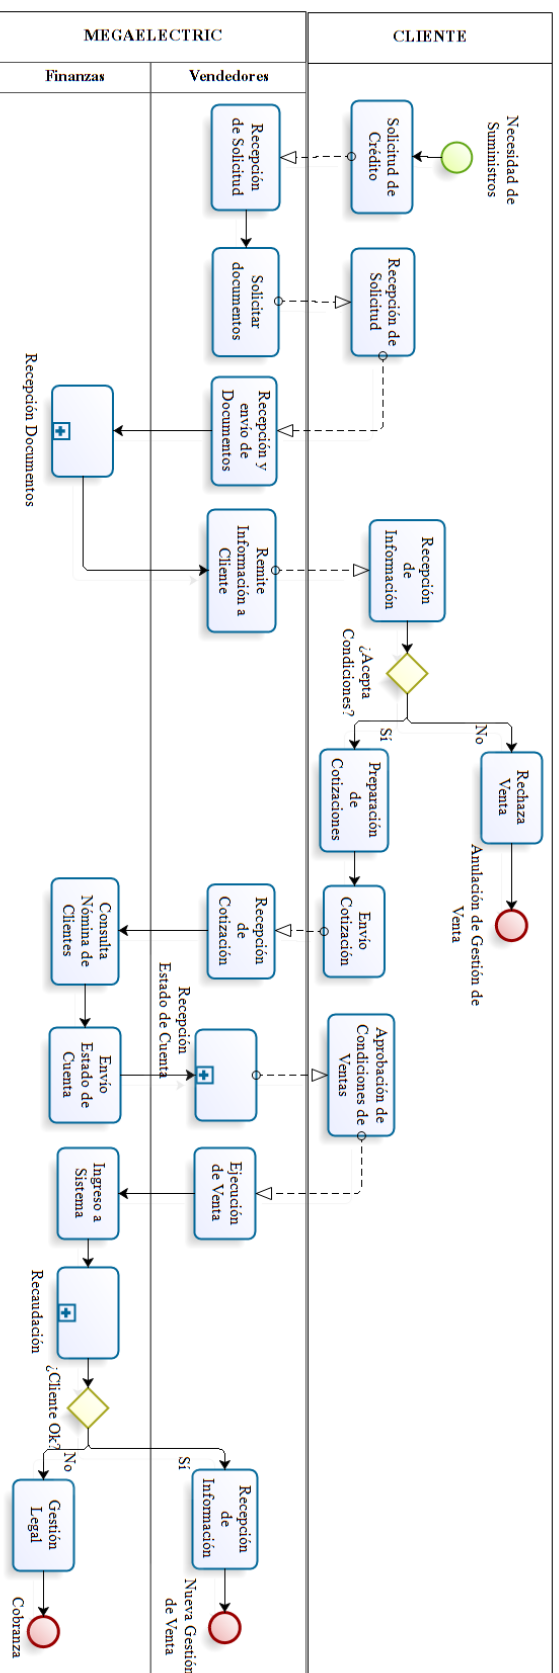 MEGAELECTRIC
CLIENTE
Finanzas
Vendedores
Necesidad de
Suministros
Solicitud de
Crédito
Recepción
de Solicitud
Solicitar
documentos
Recepción de
Solicitud
Recepción y
envío de
Documentos
Recepción Documentos
Remite
Información a
Cliente
Recepción
de
Información
¿Acepta
Condiciones?
No
Sí
Rechaza
Venta
Anulación de Gestión de
Venta
Preparación
de
Cotizaciones
Envío
Cotización
Recepción
de
Cotización
Consulta
Nómina de
Clientes
Envío
Estado de
Cuenta
Recepción
Estado de Cuenta
Aprobación de
Condiciones de
Ventas
Ejecución
de Venta
Ingreso a
Sistema
Recaudación
¿Cliente Ok?
No
Sí
Recepción
de
Información
Nueva Gestión
de Venta
Gestión
Legal
Cobranza